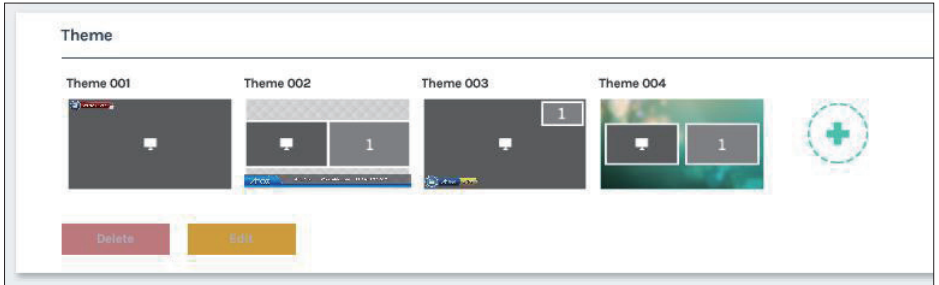 Theme
Theme 001 Theme 002 Theme 003 Theme 004
1
1 1
Delete Edit